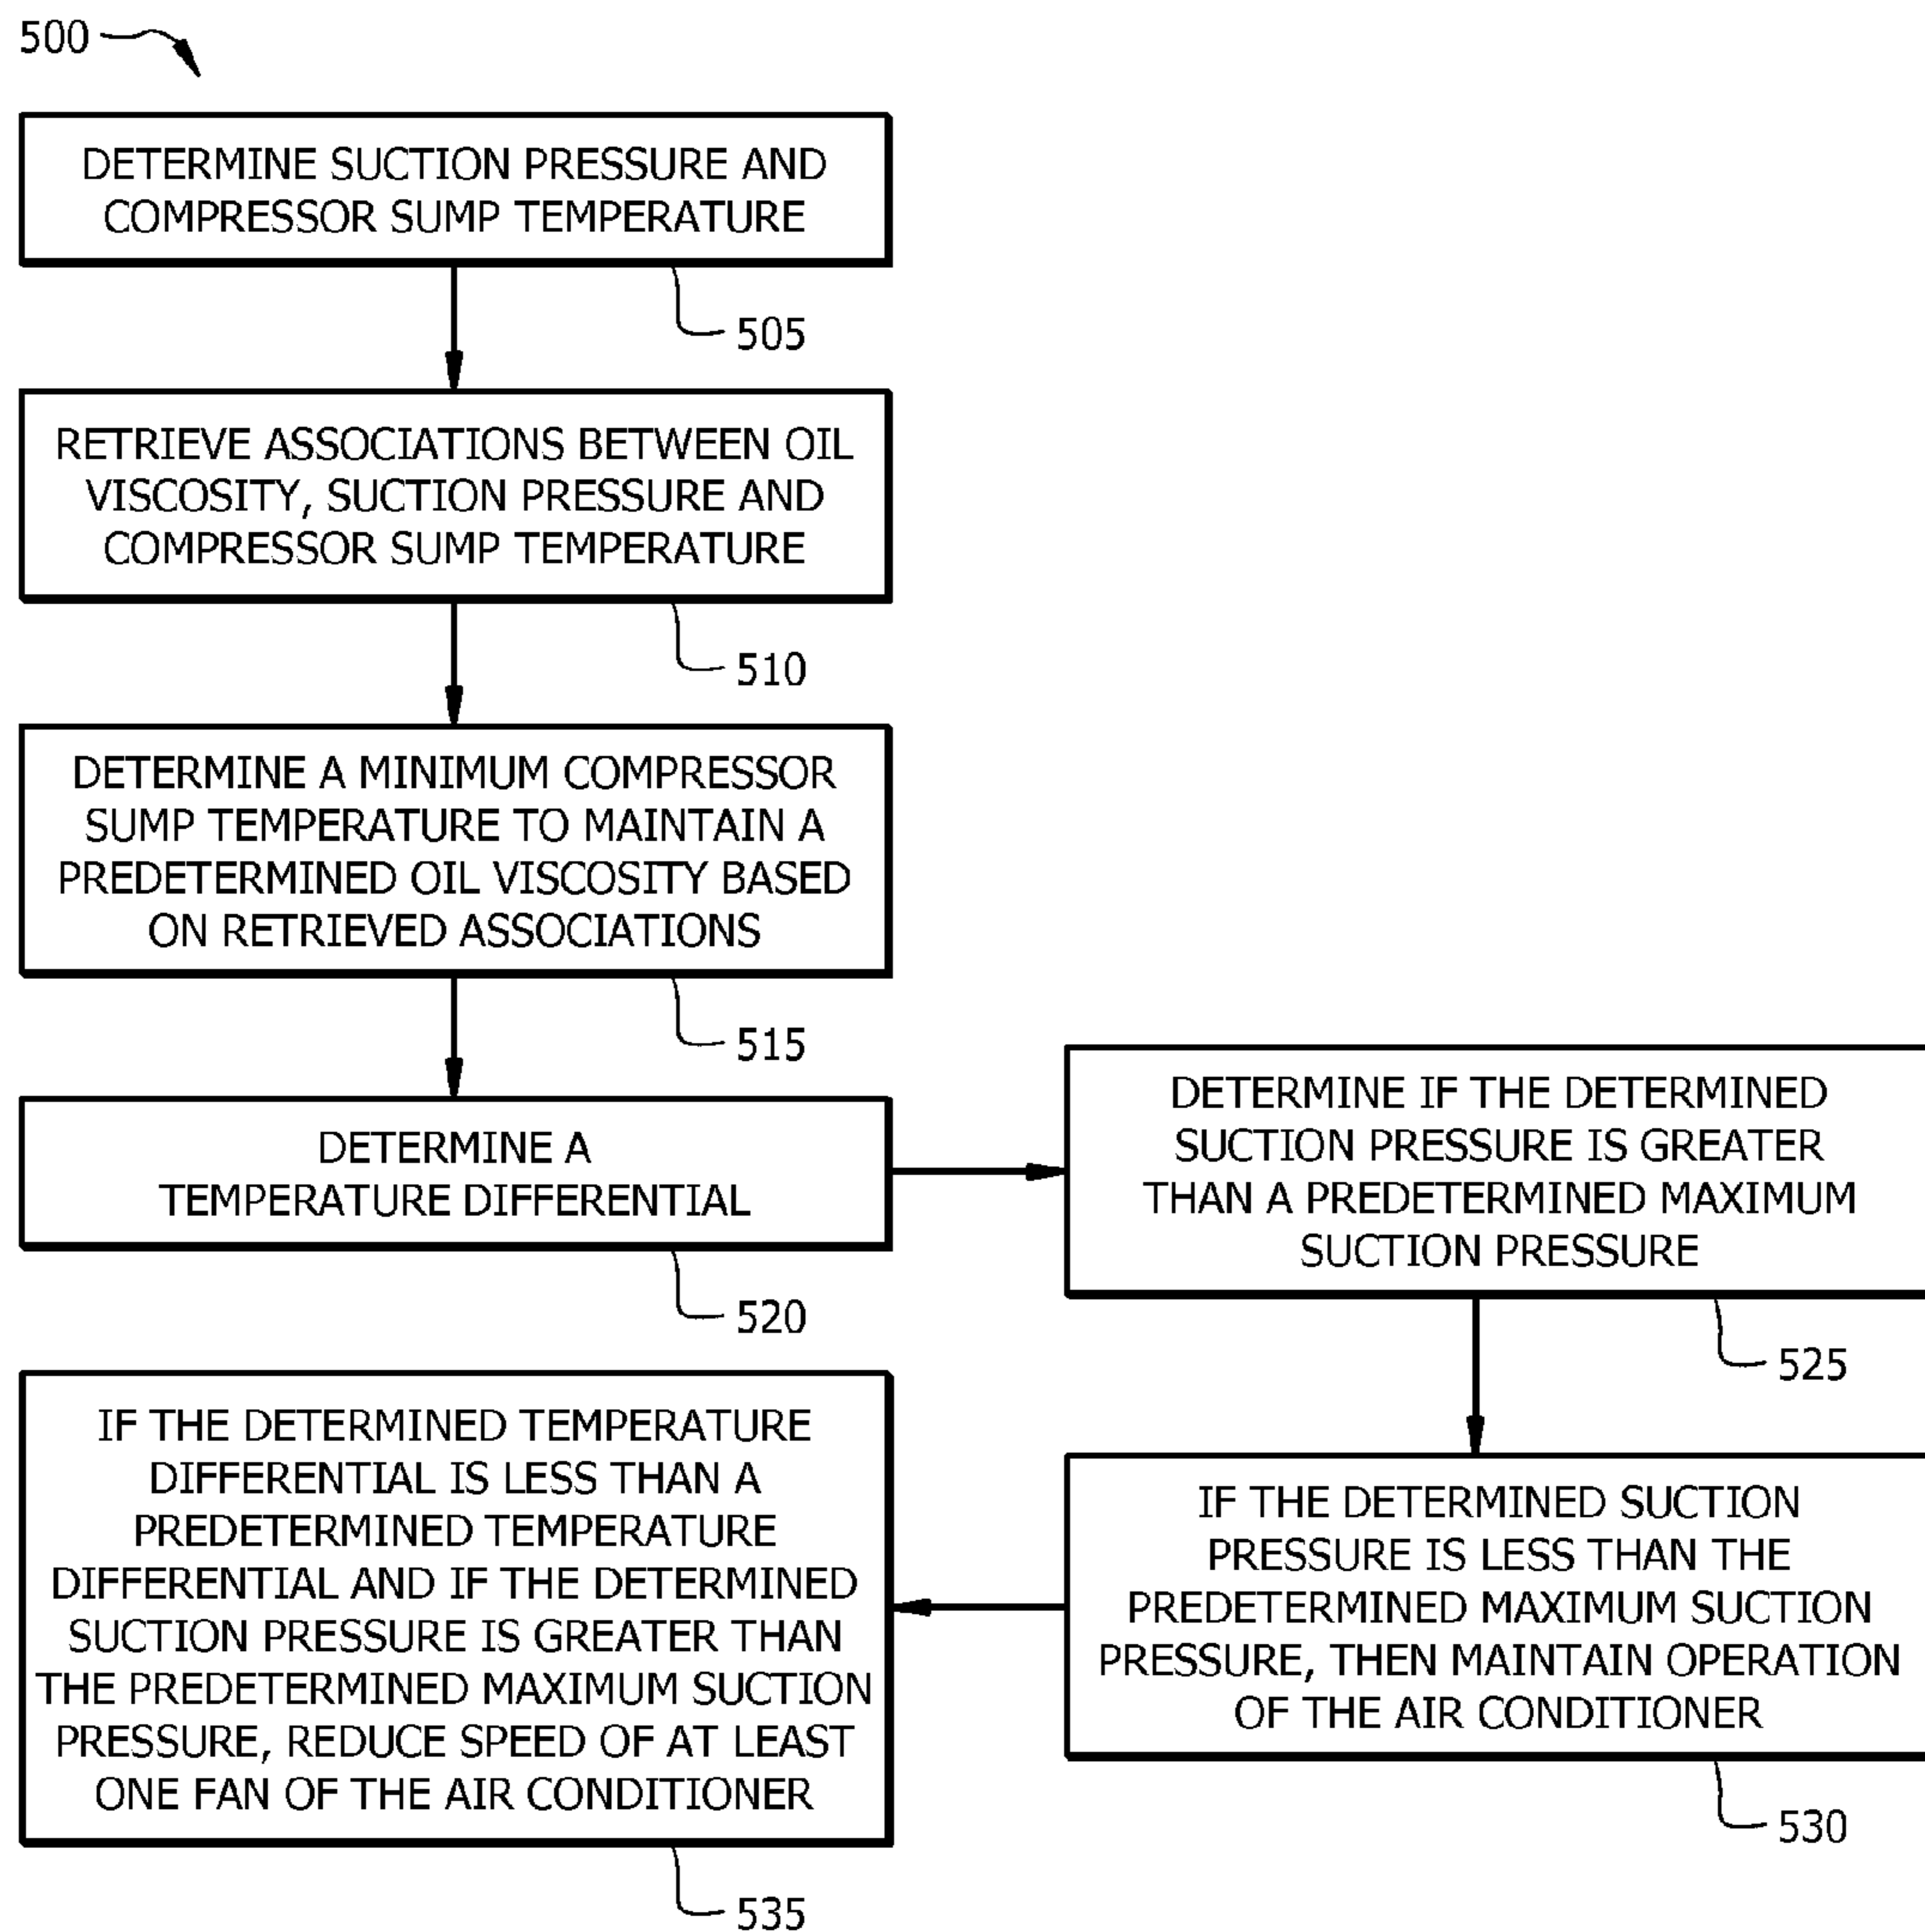 500
DETERMINE SUCTION PRESSURE AND
COMPRESSOR SUMP TEMPERATURE
505
RETRIEVE ASSOCIATIONS BETWEEN OIL
VISCOSITY, SUCTION PRESSURE AND
COMPRESSOR SUMP TEMPERATURE
510
DETERMINE A MINIMUM COMPRESSOR
SUMP TEMPERATURE TO MAINTAIN A
PREDETERMINED OIL VISCOSITY BASED
ON RETRIEVED ASSOCIATIONS
515
DETERMINE A
TEMPERATURE DIFFERENTIAL
520
DETERMINE IF THE DETERMINED
SUCTION PRESSURE IS GREATER
THAN A PREDETERMINED MAXIMUM
SUCTION PRESSURE
525
IF THE DETERMINED SUCTION
PRESSURE IS LESS THAN THE
PREDETERMINED MAXIMUM SUCTION
PRESSURE, THEN MAINTAIN OPERATION
OF THE AIR CONDITIONER
530
IF THE DETERMINED TEMPERATURE
DIFFERENTIAL IS LESS THAN A
PREDETERMINED TEMPERATURE
DIFFERENTIAL AND IF THE DETERMINED
SUCTION PRESSURE IS GREATER THAN
THE PREDETERMINED MAXIMUM SUCTION
PRESSURE, REDUCE SPEED OF AT LEAST
ONE FAN OF THE AIR CONDITIONER
535